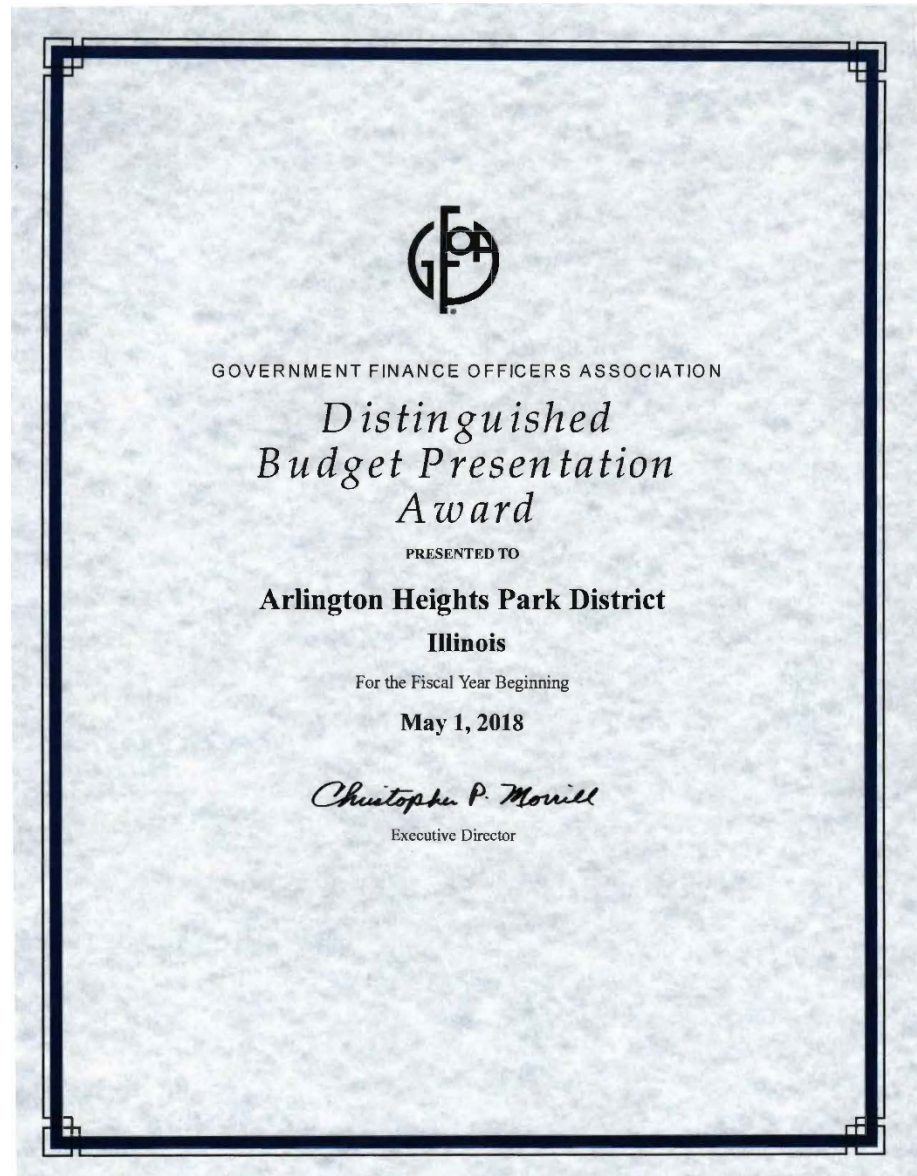 GFOA
GOVERNMENT FINANCE OFFICERS ASSOCIATION
Distinguished
Budget Presentation
Award
PRESENTED TO
Arlington Heights Park District
Illinois
For the Fiscal Year Beginning
May 1, 2018
Christopher P. Morrill
Executive Director